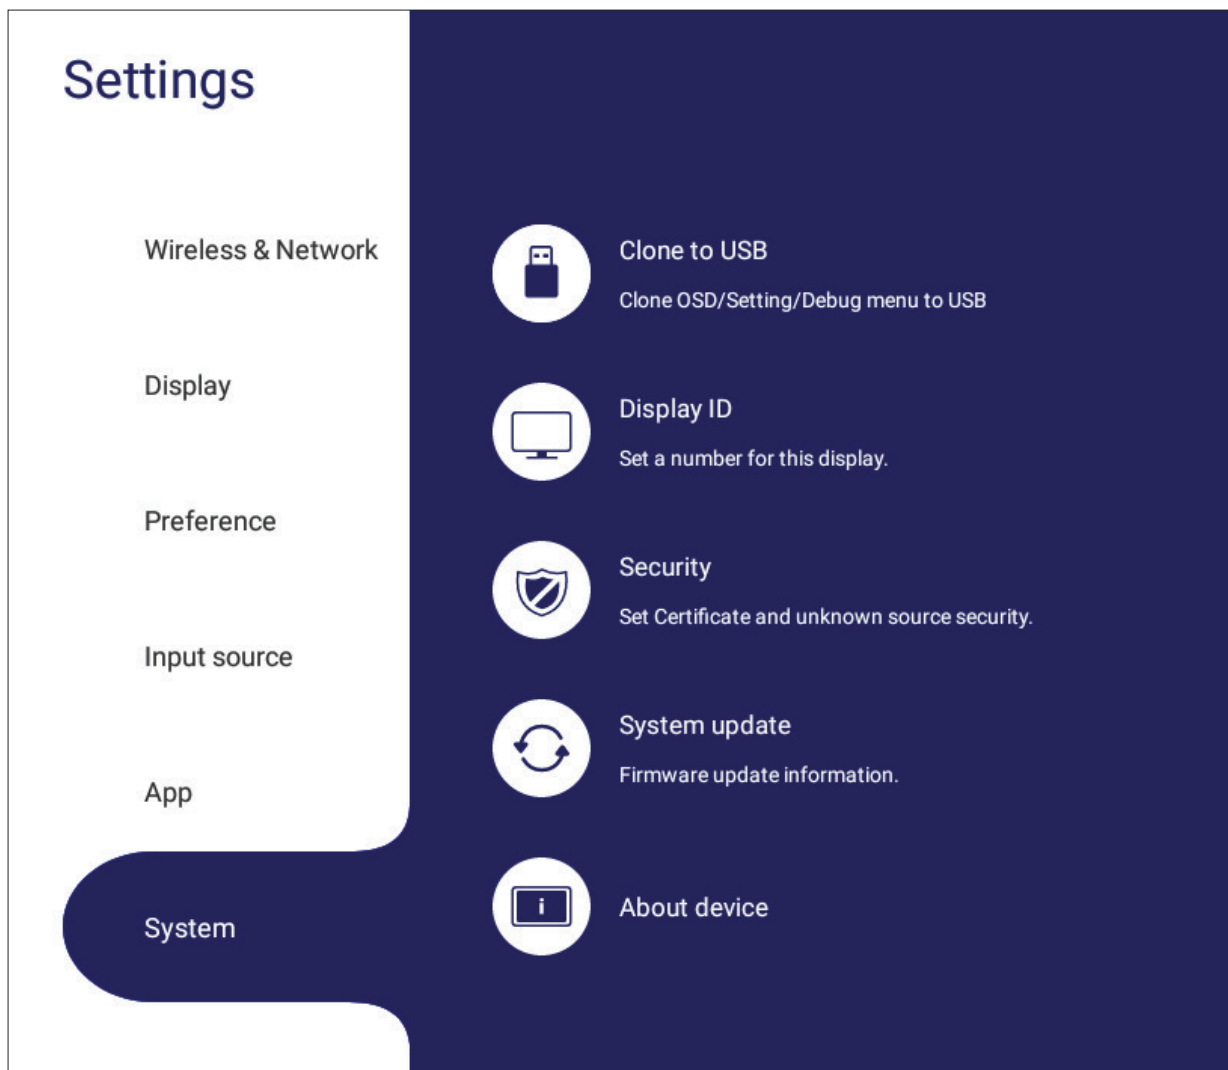 Settings
Wireless & Network
Display
Preference
Input source
App
System
Clone to USB
Clone OSD/Setting/Debug menu to USB
Display ID
Set a number for this display.
Security
Set Certificate and unknown source security.
System update
Firmware update information.
i
About device